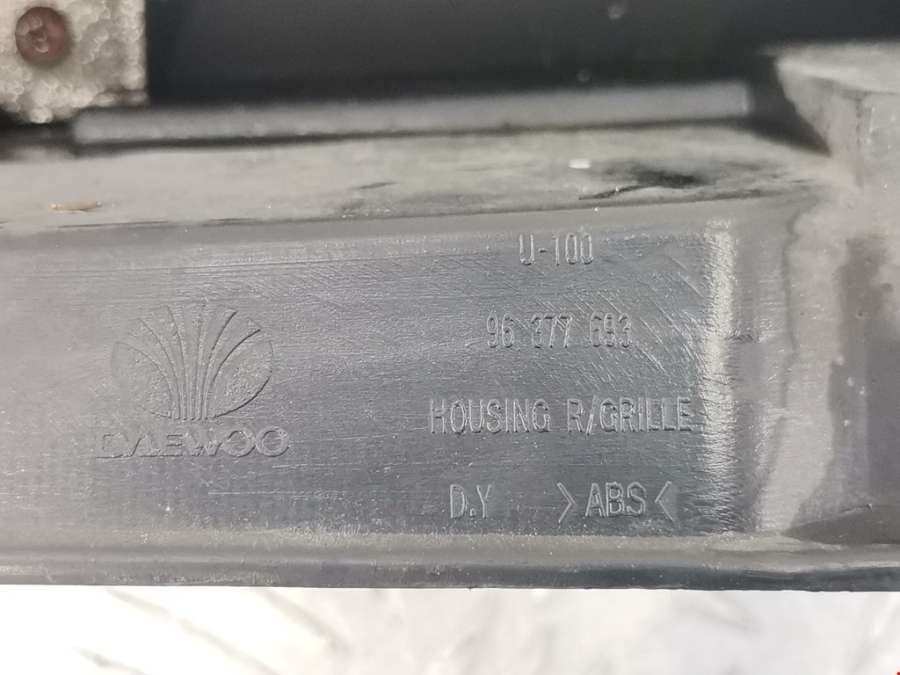 U-100
96 377 693
HOUSING R/GRILLE
DAEWOO
D.Y >ABS<